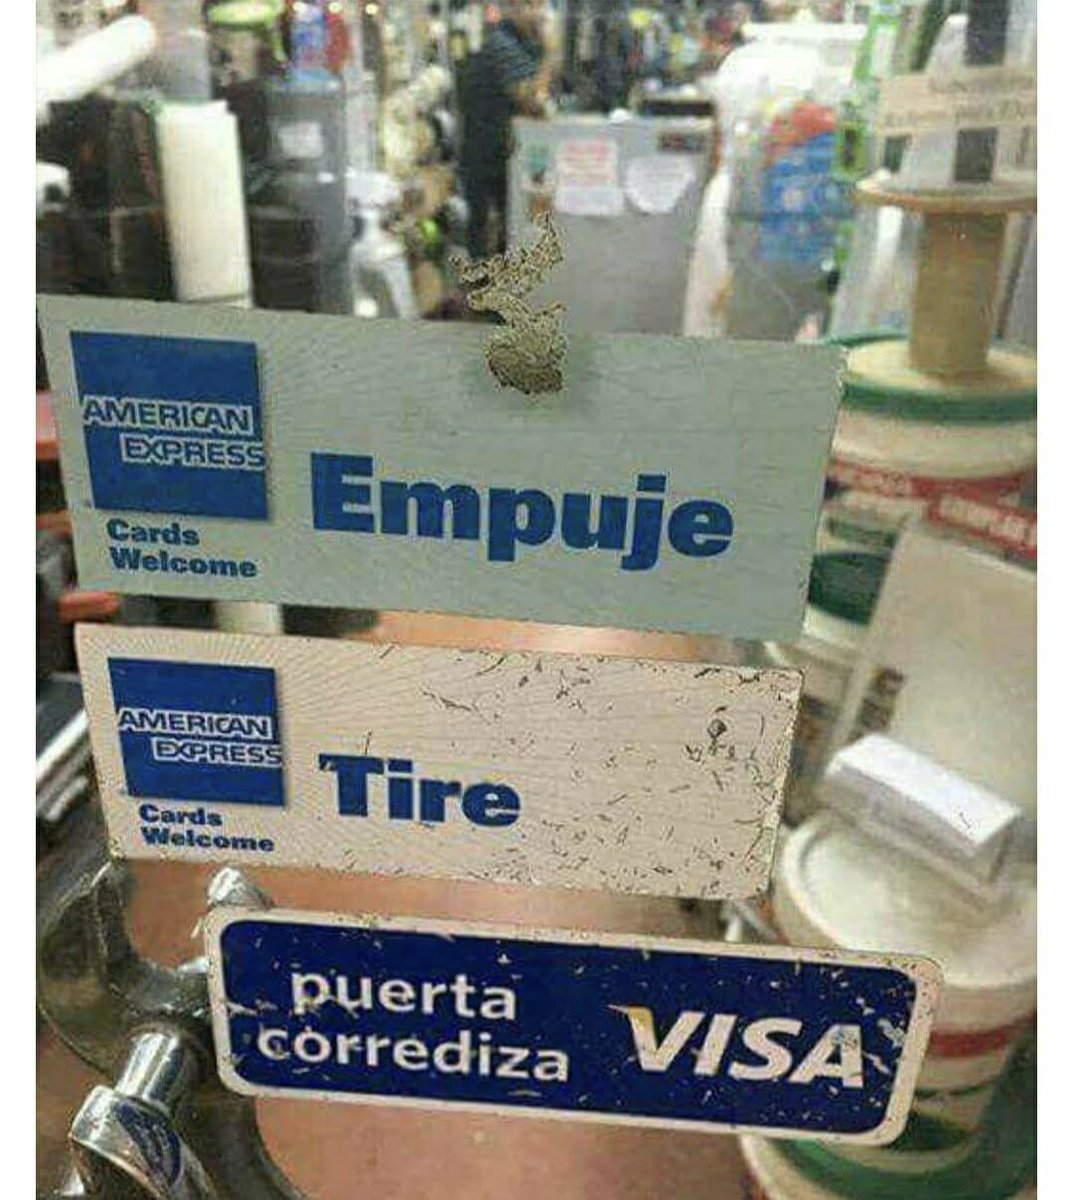 AMERICAN
EXPRESS
Cards
Welcome
Empuje
AMERICAN
EXPRESS
Cards
Welcome
Tire
puerta
corrediza
VISA